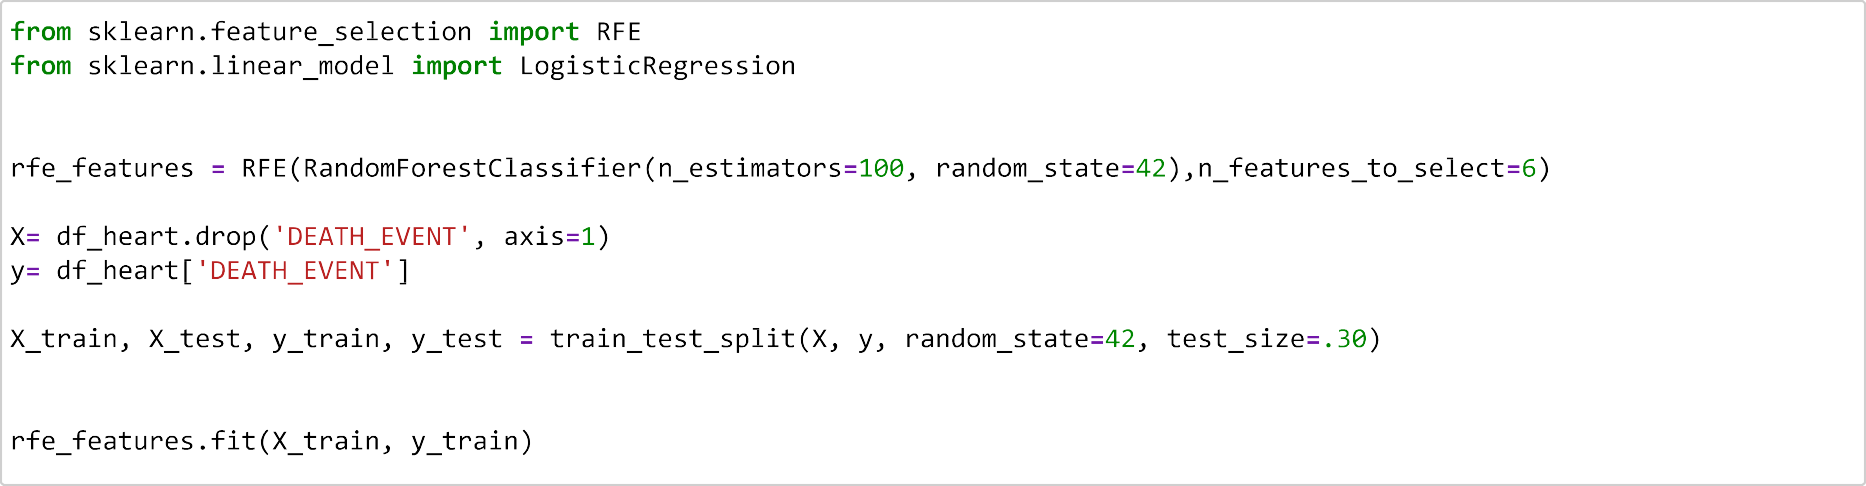 from sklearn.feature_selection import RFE
from sklearn.linear_model import LogisticRegression
rfe_features = RFE(RandomForestClassifier(n_estimators=100, random_state=42),n_features_to_select=6)
X= df_heart.drop('DEATH_EVENT', axis=1)
y= df_heart['DEATH_EVENT']
X_train, X_test, y_train, y_test = train_test_split(X, y, random_state=42, test_size=.30)
rfe_features.fit(X_train, y_train)